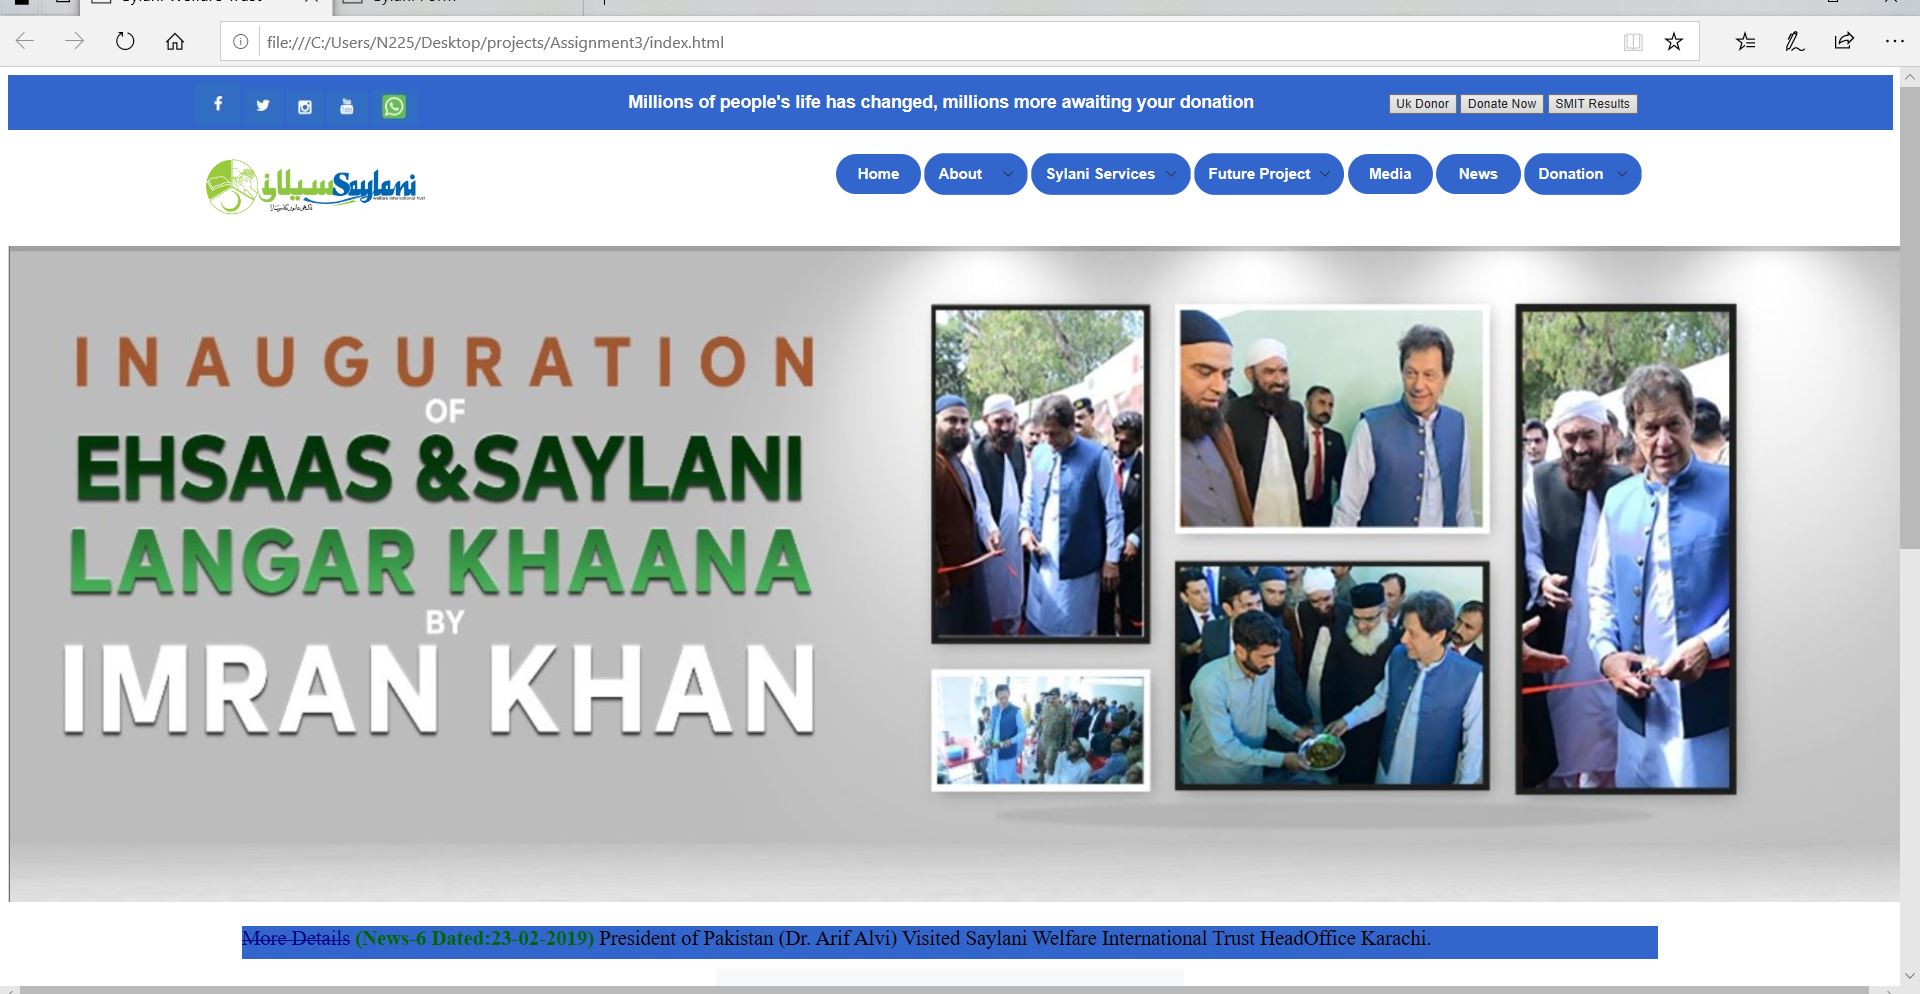 file:///C:/Users/N225/Desktop/projects/Assignment3/index.html
Millions of people's life has changed, millions more awaiting your donation
Uk Donor Donate Now SMIT Results
سیلانی Saylani
welfare international trust
Home About Sylani Services Future Project Media News Donation
INAUGURATION
OF
EHSAAS &SAYLANI
LANGAR KHAANA
BY
IMRAN KHAN
More Details (News-6 Dated:23-02-2019) President of Pakistan (Dr. Arif Alvi) Visited Saylani Welfare International Trust HeadOffice Karachi.